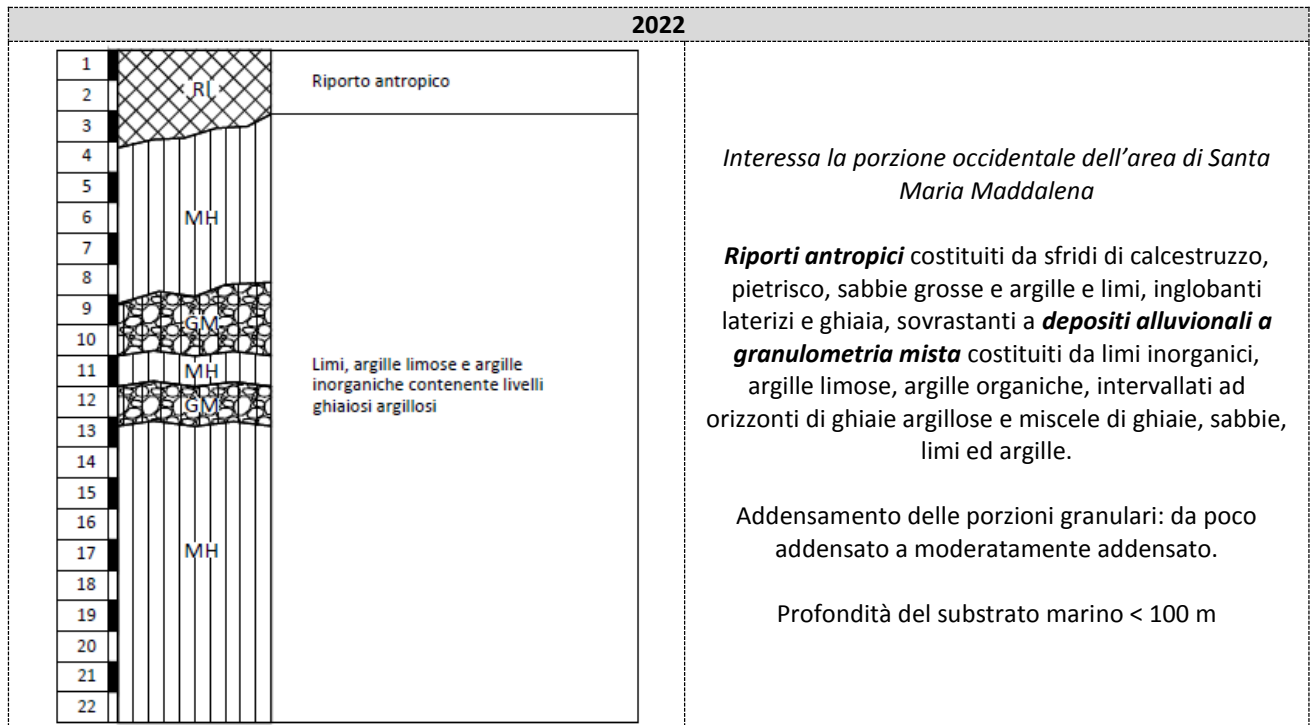 2022
1
2
3
4
5
6
7
8
9
10
11
12
13
14
15
16
17
18
19
20
21
22
RI
MH
GM
MH
GM
MH
Riporto antropico
Limi, argille limose e argille
inorganiche contenente livelli
ghiaiosi argillosi
Interessa la porzione occidentale dell’area di Santa
Maria Maddalena
Riporti antropici costituiti da sfridi di calcestruzzo,
pietrisco, sabbie grosse e argille e limi, inglobanti
laterizi e ghiaia, sovrastanti a depositi alluvionali a
granulometria mista costituiti da limi inorganici,
argille limose, argille organiche, intervallati ad
orizzonti di ghiaie argillose e miscele di ghiaie, sabbie,
limi ed argille.
Addensamento delle porzioni granulari: da poco
addensato a moderatamente addensato.
Profondità del substrato marino < 100 m